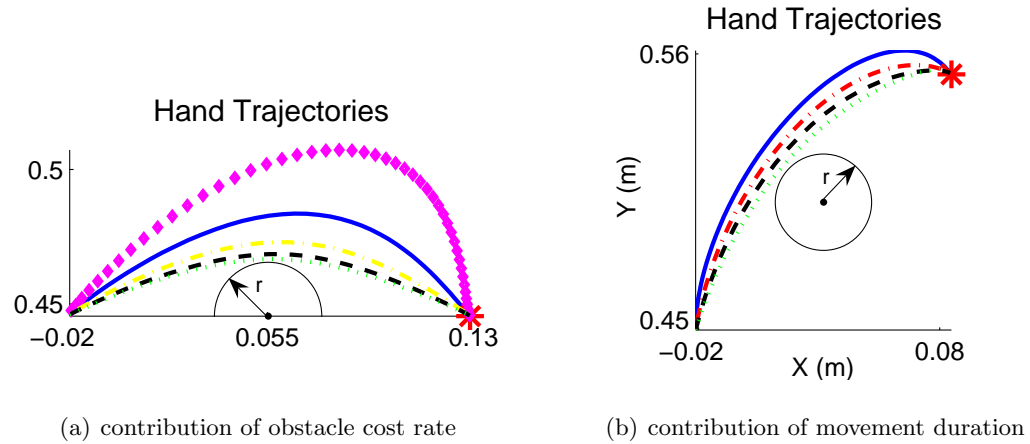 Hand Trajectories
0.5
0.45
r
−0.02
0.055
0.13
(a) contribution of obstacle cost rate
Hand Trajectories
0.56
Y (m)
r
0.45
−0.02
X (m)
0.08
(b) contribution of movement duration